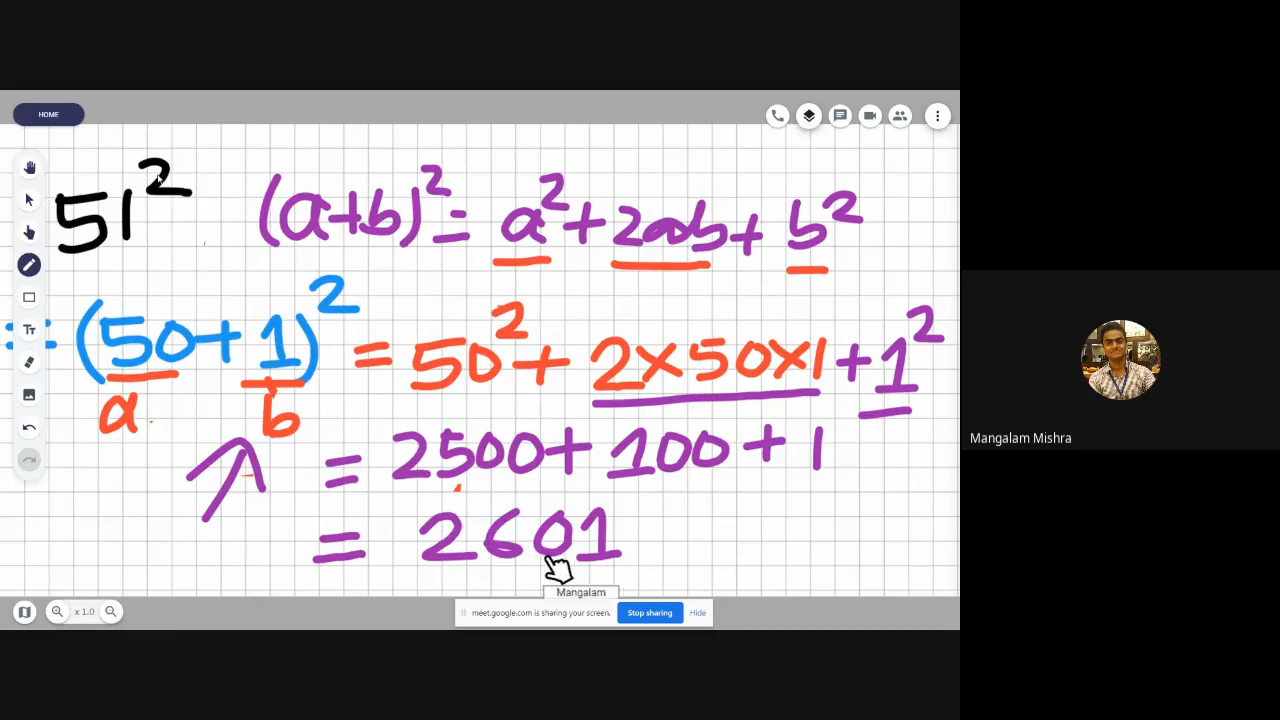 HOME
51²
(a+b)² = a² + 2ab + b²
= (50 + 1)² = 50² + 2×50×1 + 1²
a b
= 2500 + 100 + 1
= 2601
Mangalam
Tт
x 1.0
meet.google.com is sharing your screen. Stop sharing Hide
Mangalam Mishra